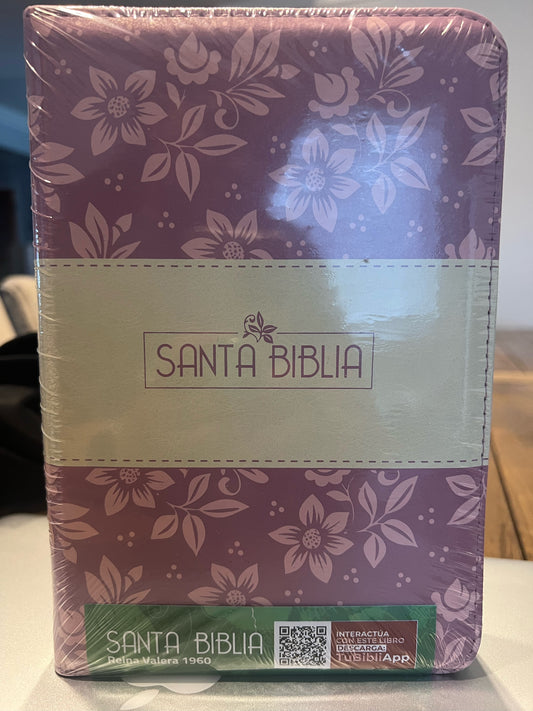 SANTA BIBLIA
SANTA BIBLIA
Reina Valera 1960
INTERACTÚA
CON ESTE LIBRO
DESCARGA:
TuBibliApp